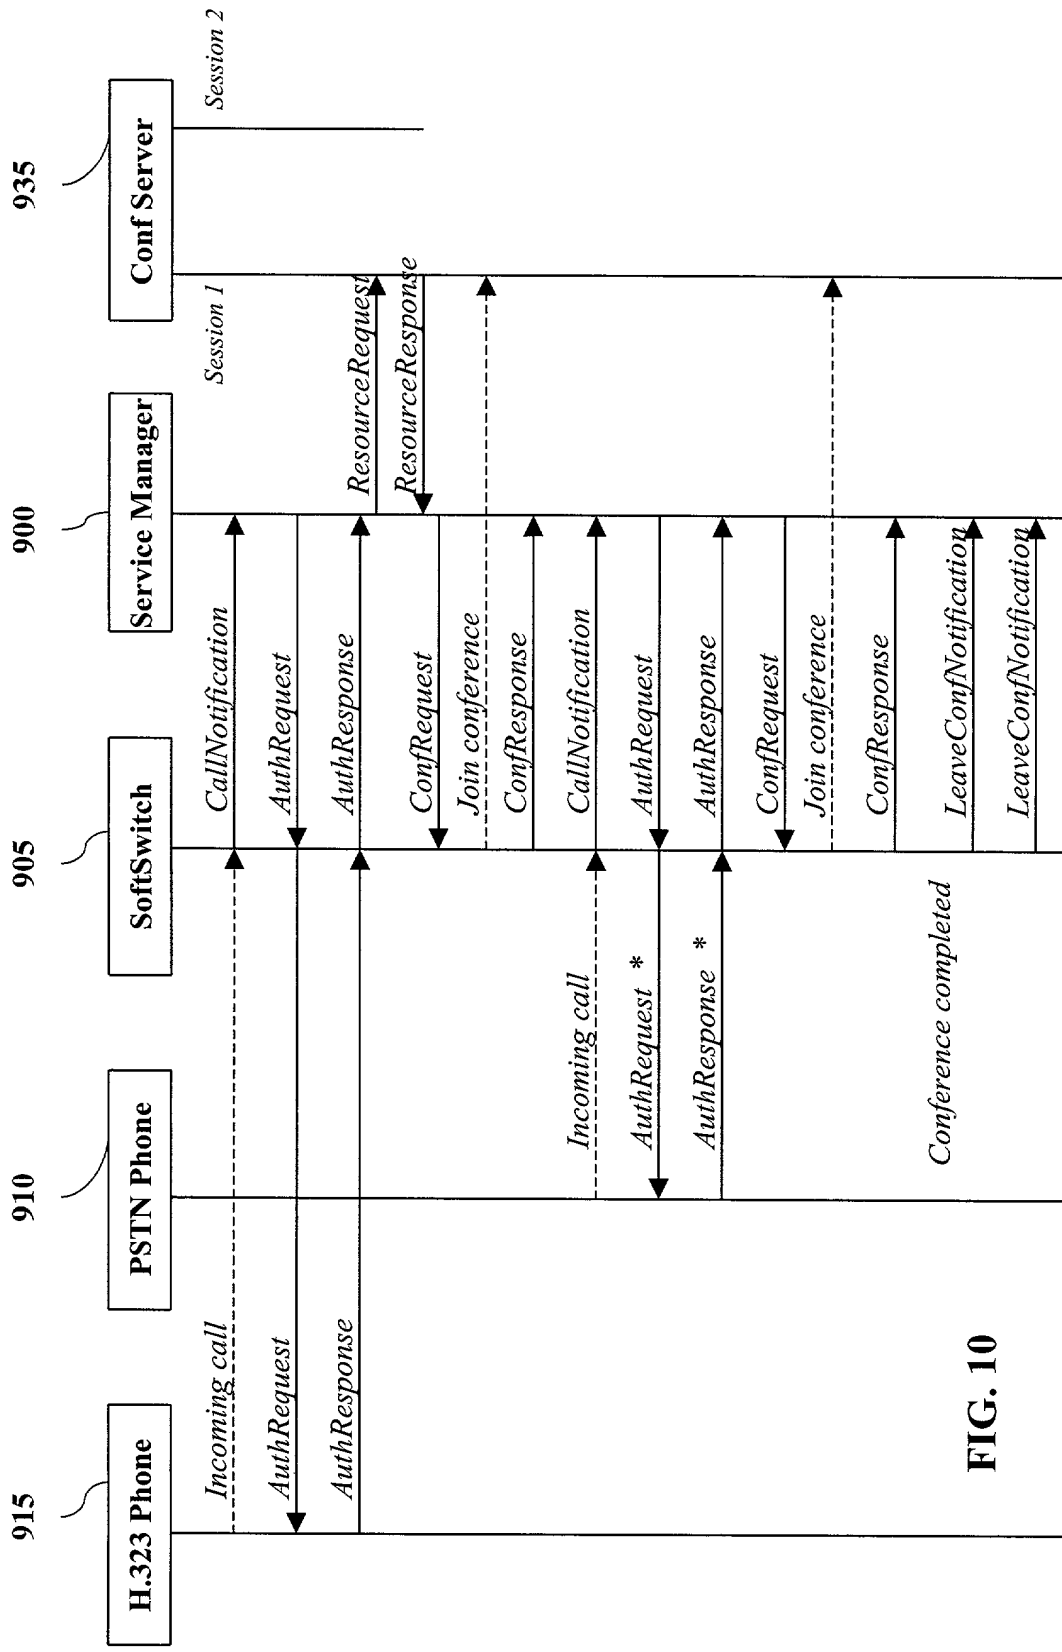 915
910
905
900
935
H.323 Phone
PSTN Phone
SoftSwitch
Service Manager
Conf Server
Session 1
Session 2
Incoming call
CallNotification
AuthRequest
AuthRequest
AuthResponse
AuthResponse
ResourceRequest
ResourceResponse
ConfRequest
Join conference
ConfResponse
Incoming call
CallNotification
AuthRequest *
AuthRequest
AuthResponse *
AuthResponse
ConfRequest
Join conference
ConfResponse
Conference completed
LeaveConfNotification
LeaveConfNotification
FIG. 10